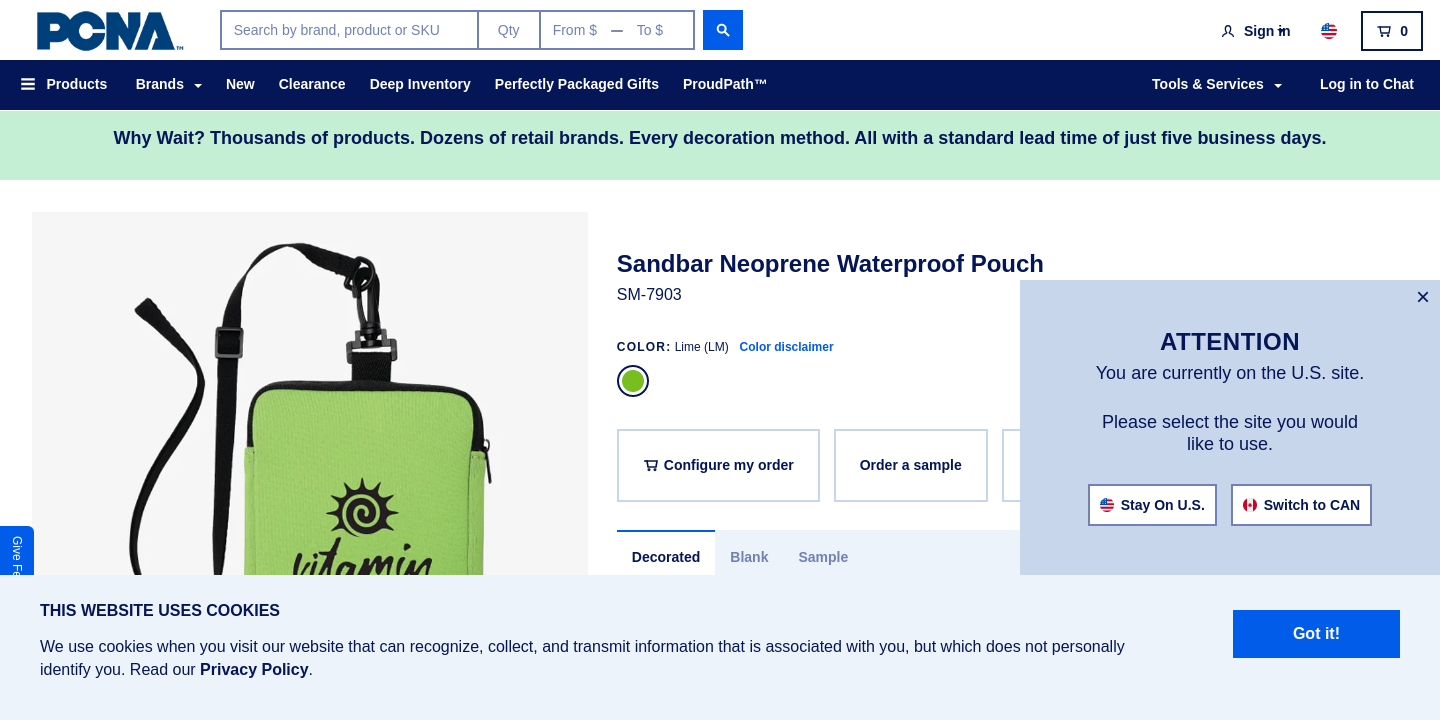 PCNA™
Search by brand, product or SKU
Qty
From $
To $
Sign in
0
Products
Brands
New
Clearance
Deep Inventory
Perfectly Packaged Gifts
ProudPath™
Tools & Services
Log in to Chat
Why Wait? Thousands of products. Dozens of retail brands. Every decoration method. All with a standard lead time of just five business days.
Sandbar Neoprene Waterproof Pouch
SM-7903
COLOR: Lime (LM) Color disclaimer
Configure my order
Order a sample
Decorated
Blank
Sample
vitamin
Give
ATTENTION
You are currently on the U.S. site.
Please select the site you would
like to use.
Stay On U.S.
Switch to CAN
THIS WEBSITE USES COOKIES
We use cookies when you visit our website that can recognize, collect, and transmit information that is associated with you, but which does not personally
identify you. Read our Privacy Policy.
Got it!